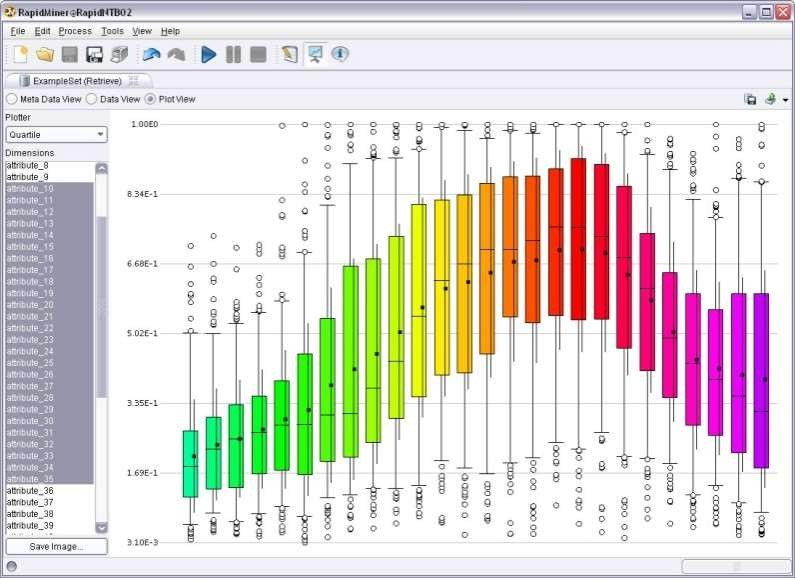 RapidMiner@RapidNTB02
File Edit Process Tools View Help
ExampleSet (Retrieve)
Meta Data View Data View Plot View
Plotter
Quartile
Dimensions
attribute_8
attribute_9
attribute_10
attribute_11
attribute_12
attribute_13
attribute_14
attribute_15
attribute_16
attribute_17
attribute_18
attribute_19
attribute_20
attribute_21
attribute_22
attribute_23
attribute_24
attribute_25
attribute_26
attribute_27
attribute_28
attribute_29
attribute_30
attribute_31
attribute_32
attribute_33
attribute_34
attribute_35
attribute_36
attribute_37
attribute_38
attribute_39
Save Image...
1.00E0
8.34E-1
6.68E-1
5.02E-1
3.35E-1
1.69E-1
3.10E-3